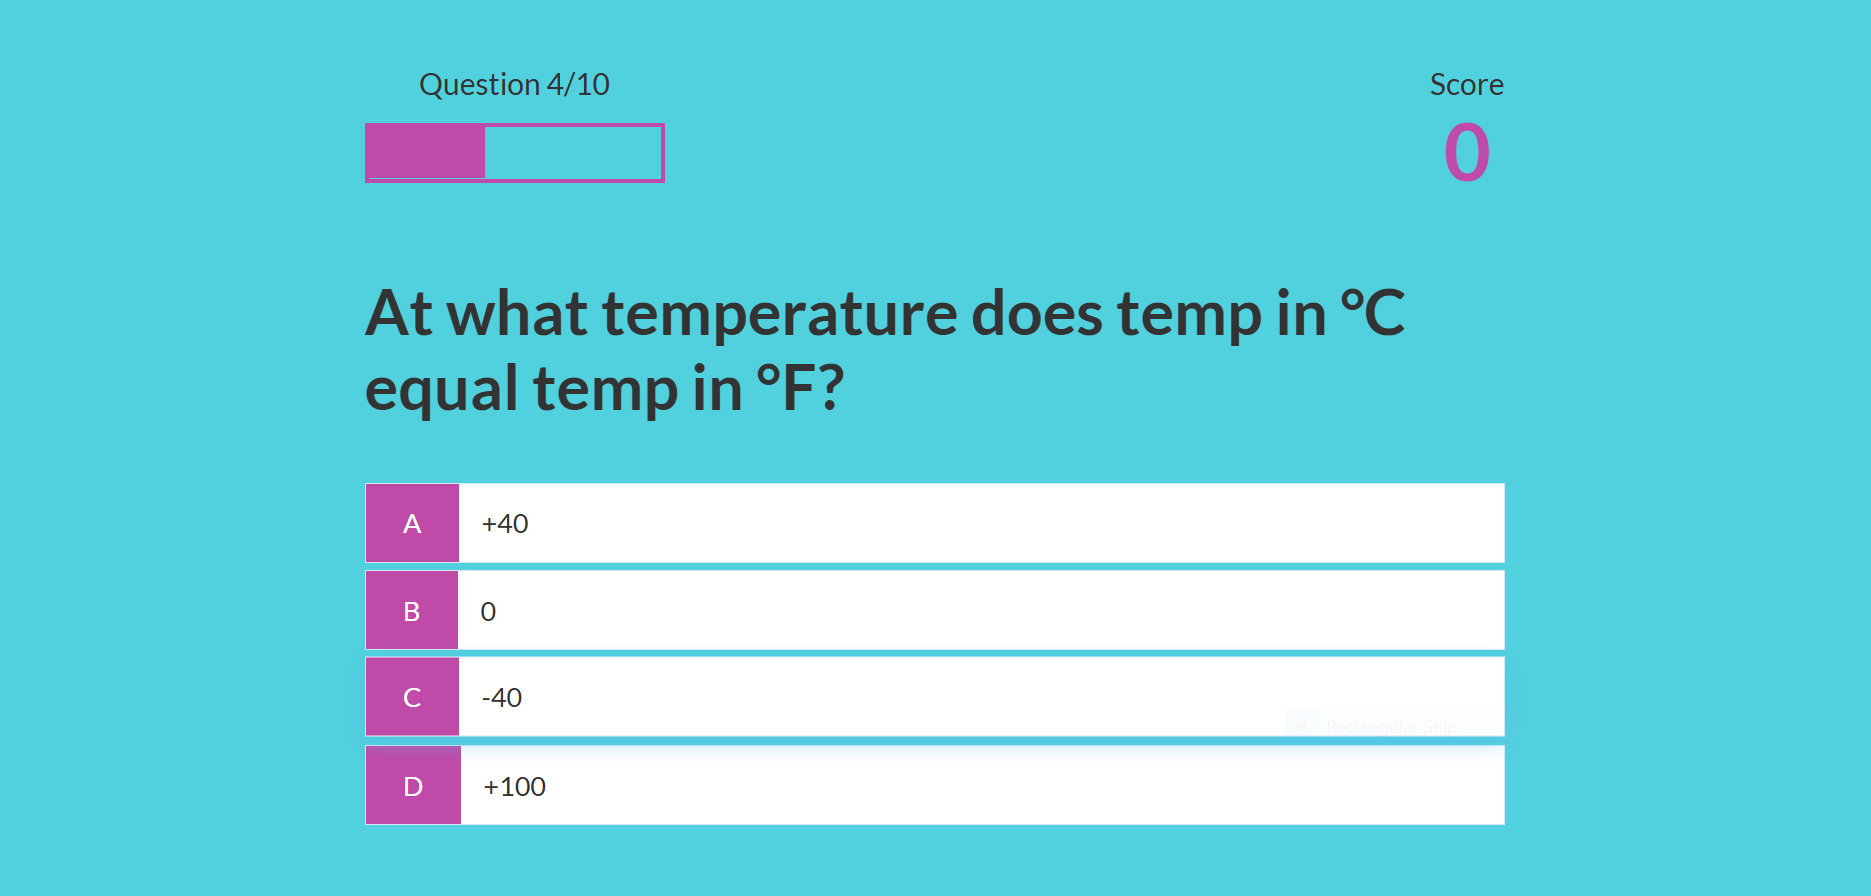 Question 4/10
Score
0
At what temperature does temp in °C
equal temp in °F?
A +40
B 0
C -40
Rectangular Snip
D +100